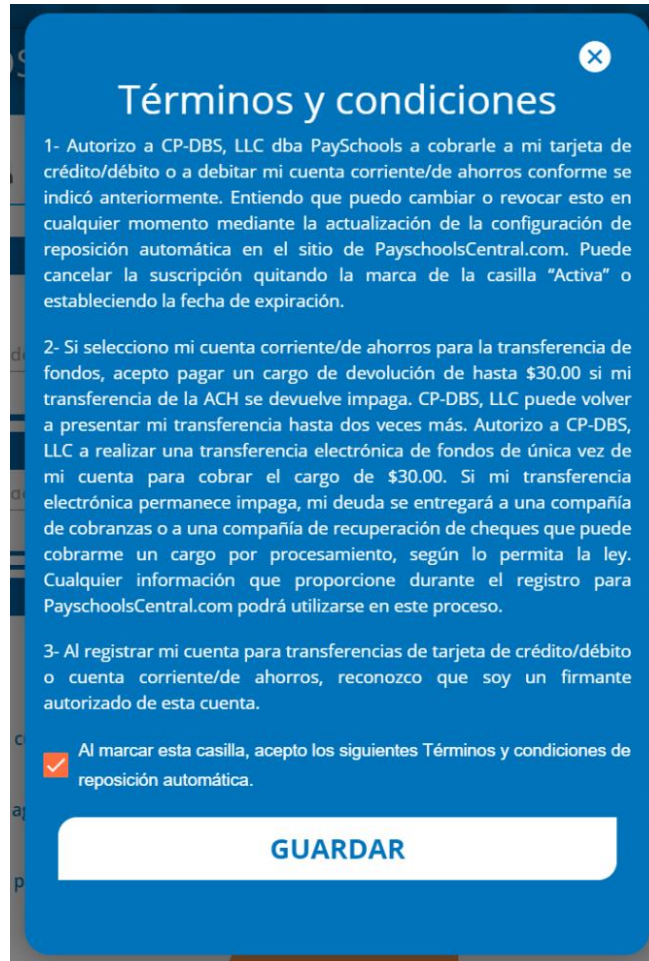 Términos y condiciones
1- Autorizo a CP-DBS, LLC dba PaySchools a cobrarle a mi tarjeta de
crédito/débito o a debitar mi cuenta corriente/de ahorros conforme se
indicó anteriormente. Entiendo que puedo cambiar o revocar esto en
cualquier momento mediante la actualización de la configuración de
reposición automática en el sitio de PayschoolsCentral.com. Puede
cancelar la suscripción quitando la marca de la casilla “Activa” o
estableciendo la fecha de expiración.
2- Si selecciono mi cuenta corriente/de ahorros para la transferencia de
fondos, acepto pagar un cargo de devolución de hasta $30.00 si mi
transferencia de la ACH se devuelve impaga. CP-DBS, LLC puede volver
a presentar mi transferencia hasta dos veces más. Autorizo a CP-DBS,
LLC a realizar una transferencia electrónica de fondos de única vez de
mi cuenta para cobrar el cargo de $30.00. Si mi transferencia
electrónica permanece impaga, mi deuda se entregará a una compañía
de cobranzas o a una compañía de recuperación de cheques que puede
cobrarme un cargo por procesamiento, según lo permita la ley.
Cualquier información que proporcione durante el registro para
PayschoolsCentral.com podrá utilizarse en este proceso.
3- Al registrar mi cuenta para transferencias de tarjeta de crédito/débito
o cuenta corriente/de ahorros, reconozco que soy un firmante
autorizado de esta cuenta.
Al marcar esta casilla, acepto los siguientes Términos y condiciones de
reposición automática.
GUARDAR